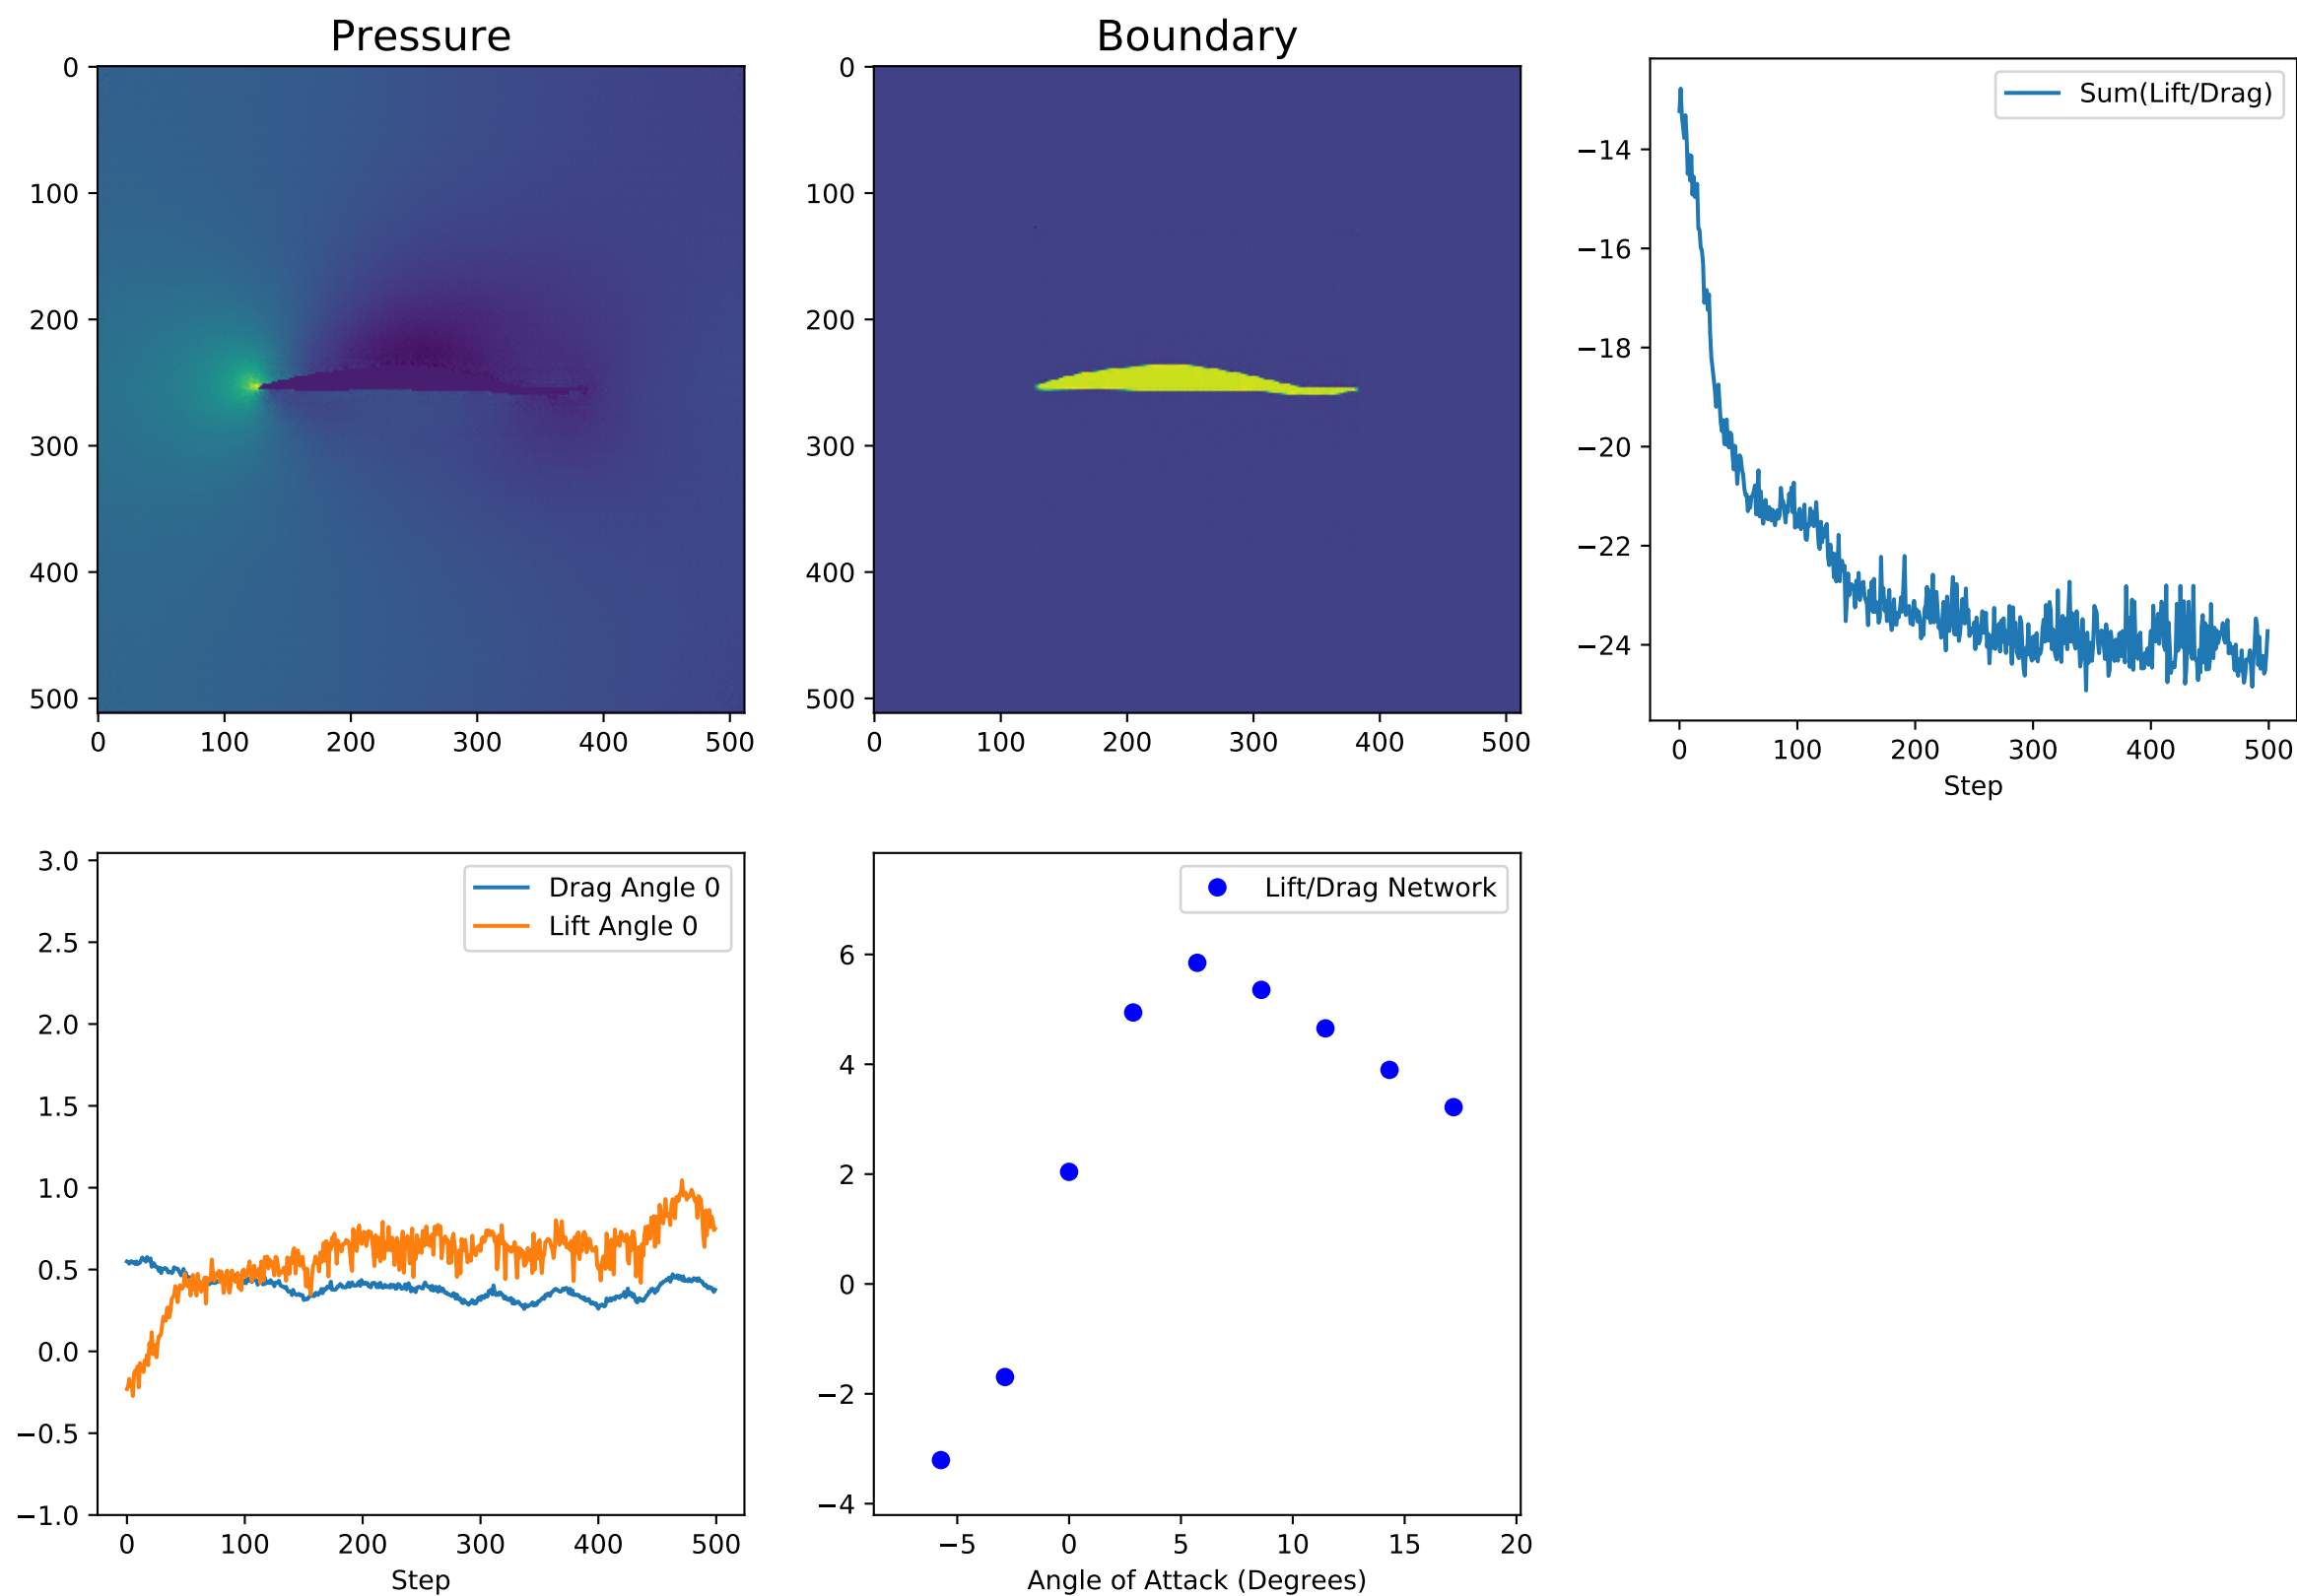 Pressure
0
100
200
300
400
500
0 100 200 300 400 500
Boundary
0
100
200
300
400
500
0 100 200 300 400 500
Sum(Lift/Drag)
−14
−16
−18
−20
−22
−24
0 100 200 300 400 500
Step
Drag Angle 0
Lift Angle 0
3.0
2.5
2.0
1.5
1.0
0.5
0.0
−0.5
−1.0
0 100 200 300 400 500
Step
Lift/Drag Network
6
4
2
0
−2
−4
−5 0 5 10 15 20
Angle of Attack (Degrees)